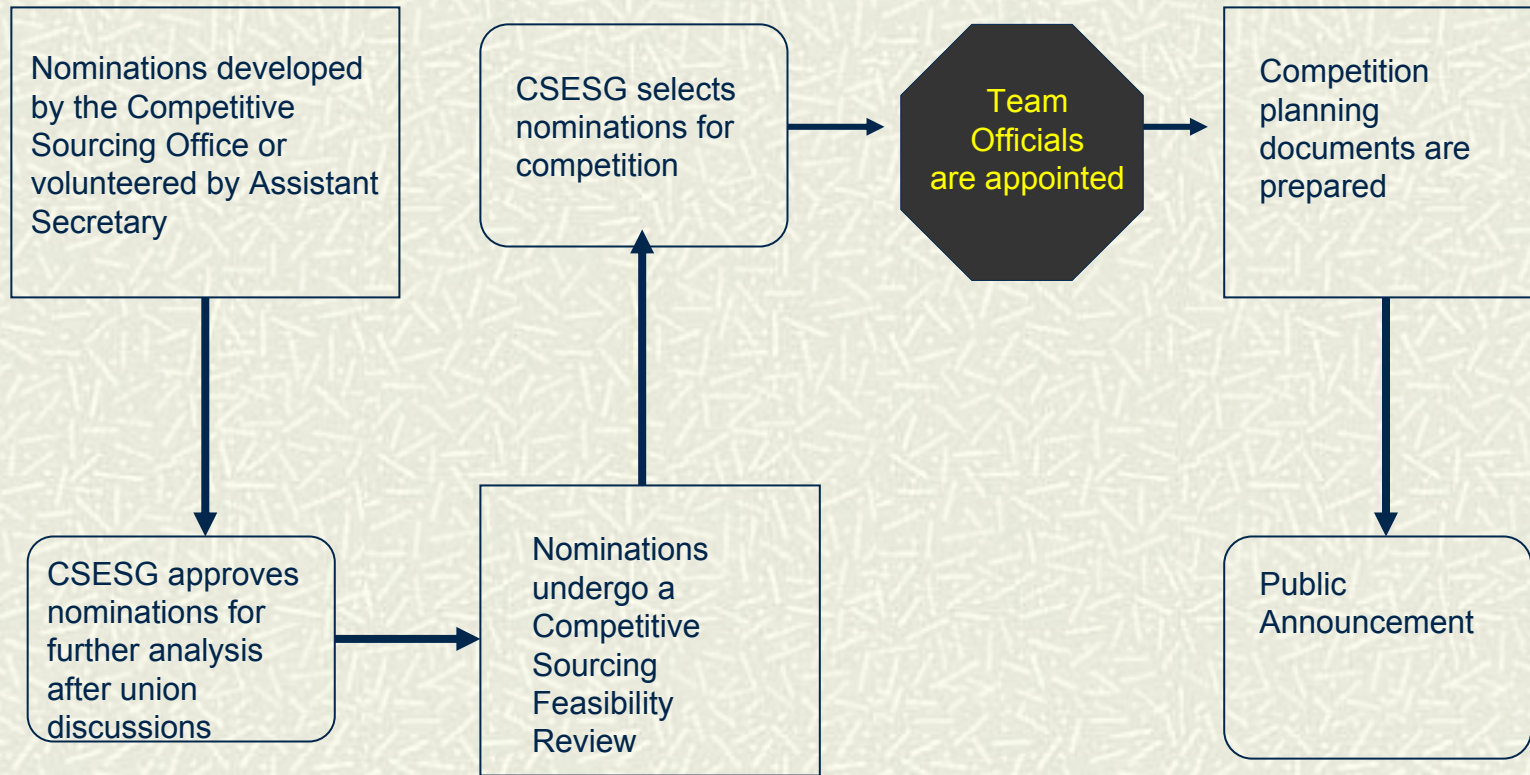 Nominations developed
by the Competitive
Sourcing Office or
volunteered by Assistant
Secretary
CSESG approves
nominations for
further analysis
after union
discussions
Nominations
undergo a
Competitive
Sourcing
Feasibility
Review
CSESG selects
nominations for
competition
Team
Officials
are appointed
Competition
planning
documents are
prepared
Public
Announcement